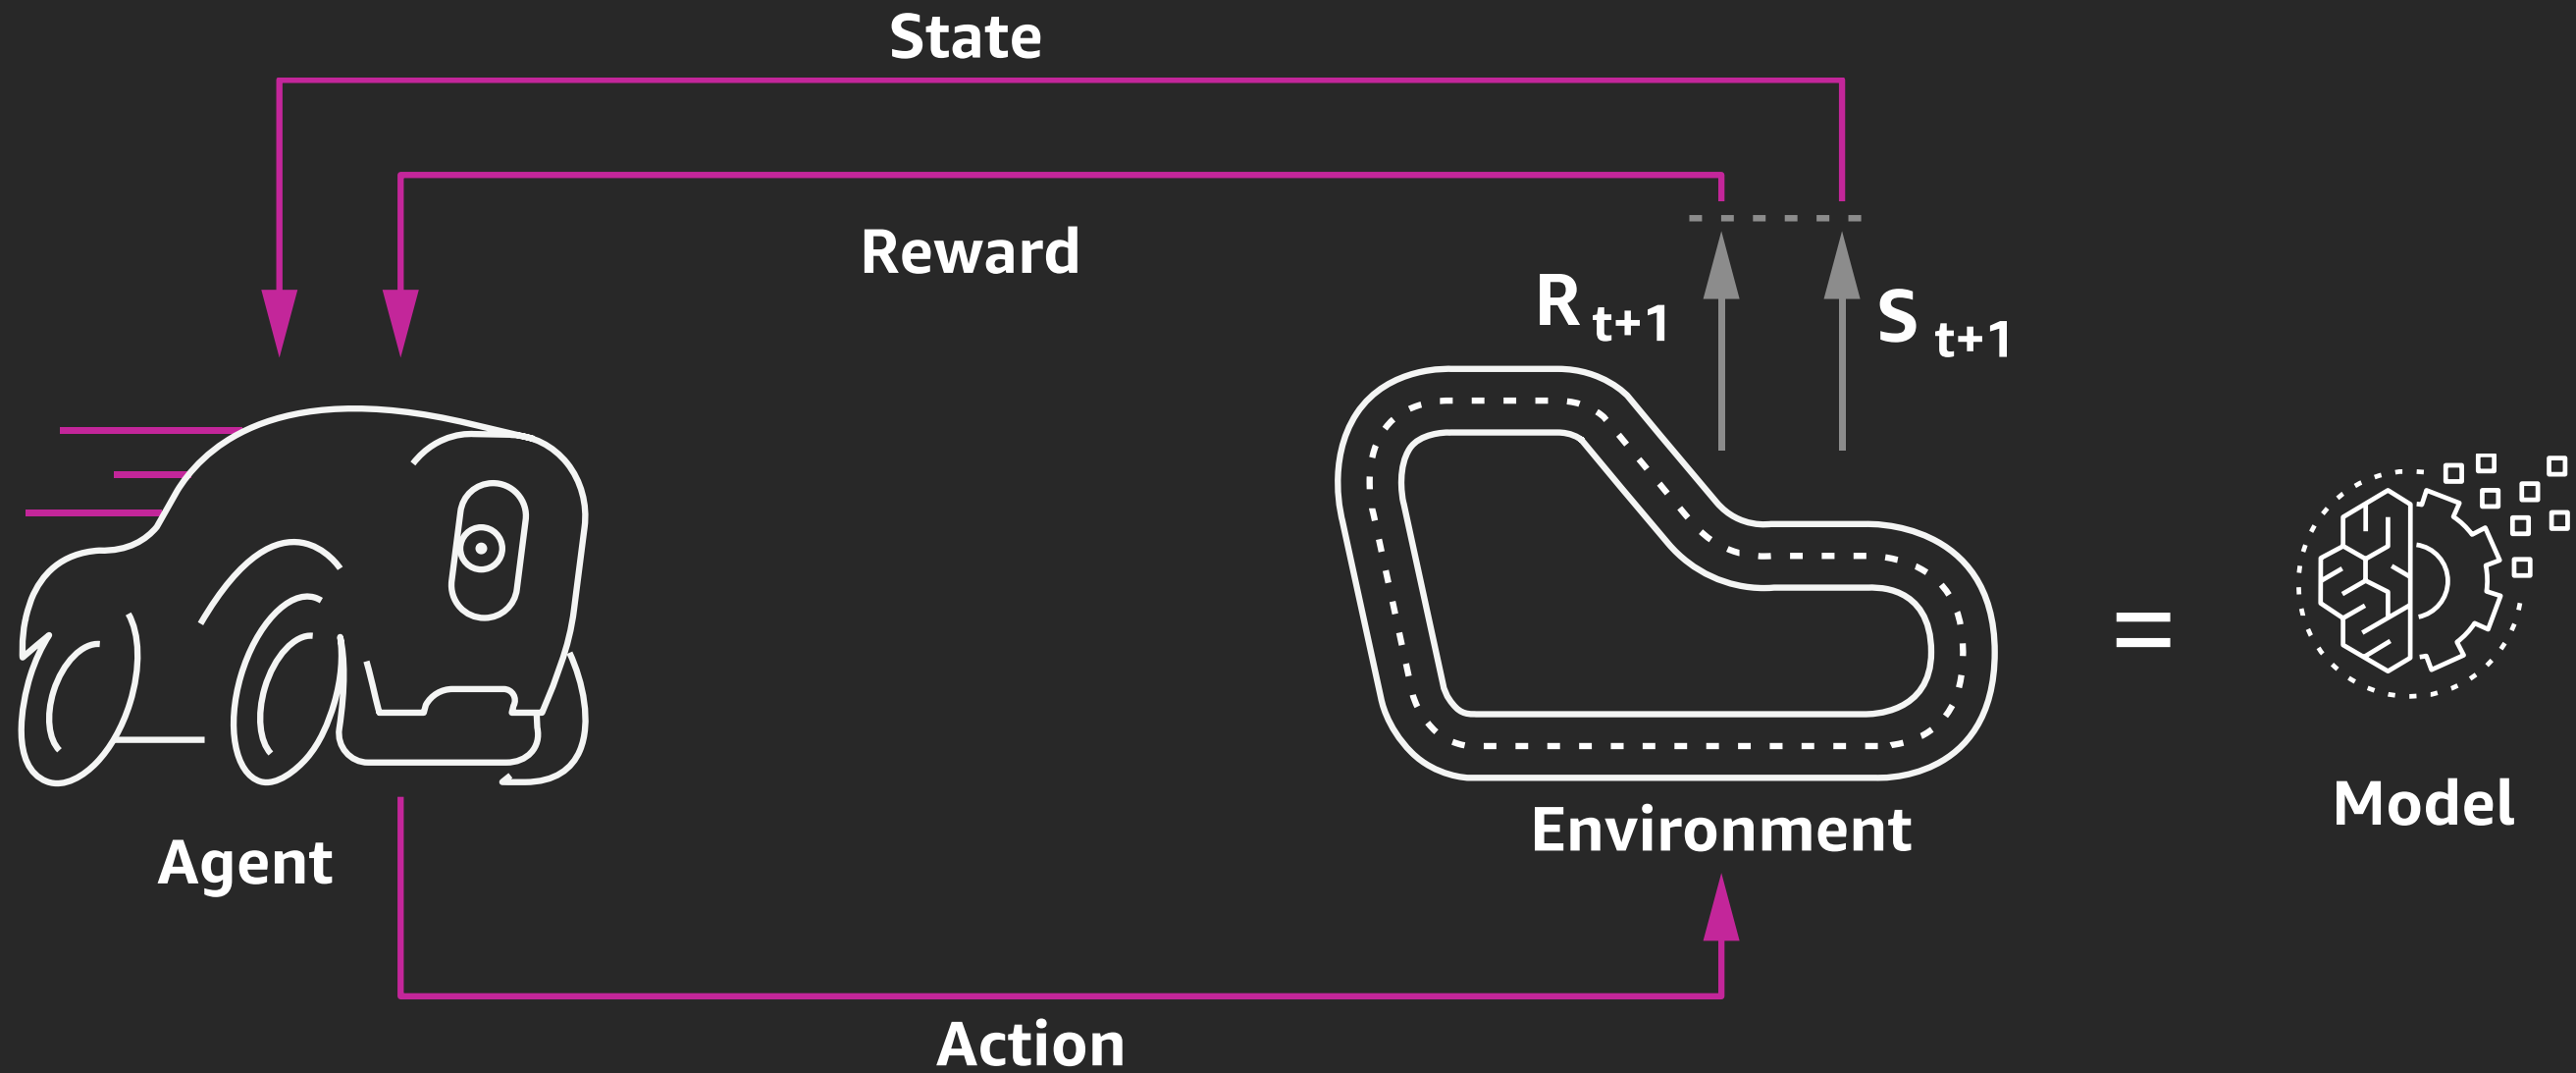 State
Reward
R t+1
S t+1
=
Model
Environment
Agent
Action